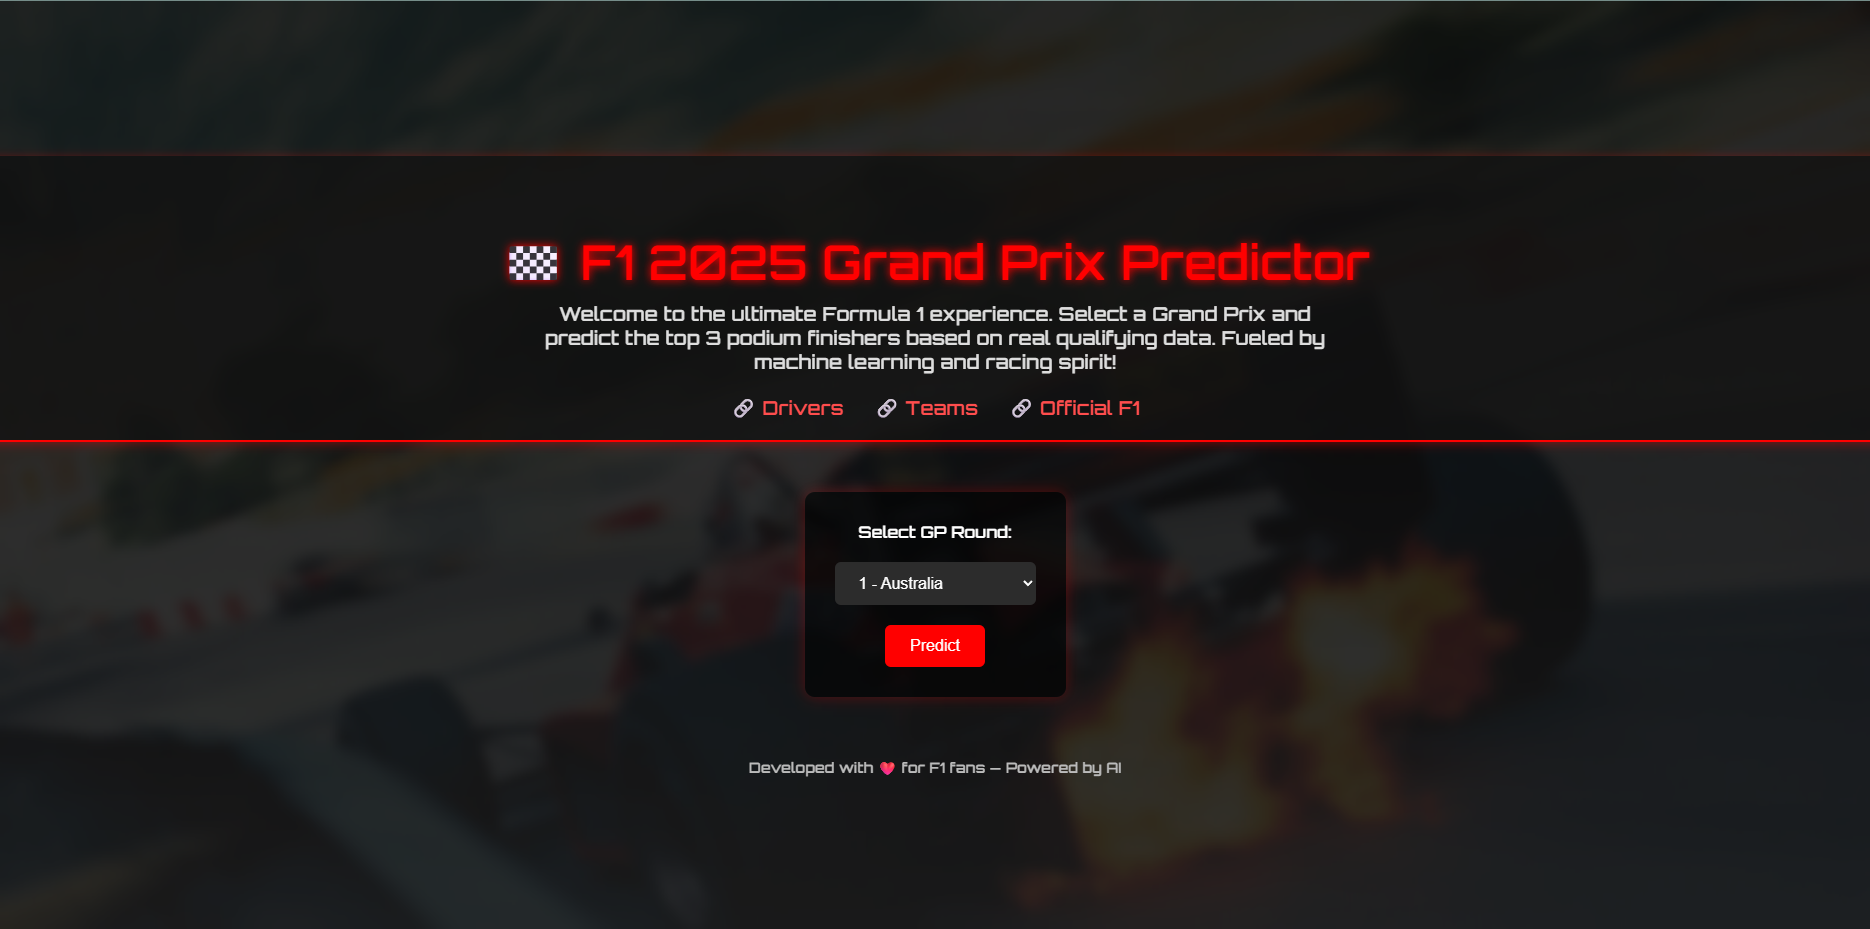 🏁 F1 2025 Grand Prix Predictor
Welcome to the ultimate Formula 1 experience. Select a Grand Prix and
predict the top 3 podium finishers based on real qualifying data. Fueled by
machine learning and racing spirit!
🔗 Drivers 🔗 Teams 🔗 Official F1
Select GP Round:
1 - Australia
Predict
Developed with ❤️ for F1 fans — Powered by AI